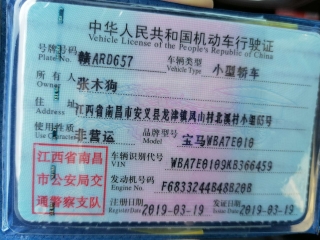 中华人民共和国机动车行驶证
Vehicle License of the People's Republic of China
号牌号码 赣ARD657 车辆类型 小型轿车
Plate No. Vehicle Type
所有人 张木狗
Owner
住址 江西省南昌市安义县龙津镇凤山村北溪村小组65号
Address
使用性质 非营运 品牌型号 宝马WBA7E010
Use Character Model
江西省南昌
市公安局交
通警察支队
车辆识别代号 WBA7E0109KB366459
VIN
发动机号码 F6833244B48B20B
Engine No.
注册日期 2019-03-19 发证日期 2019-03-19
Register Date Issue Date